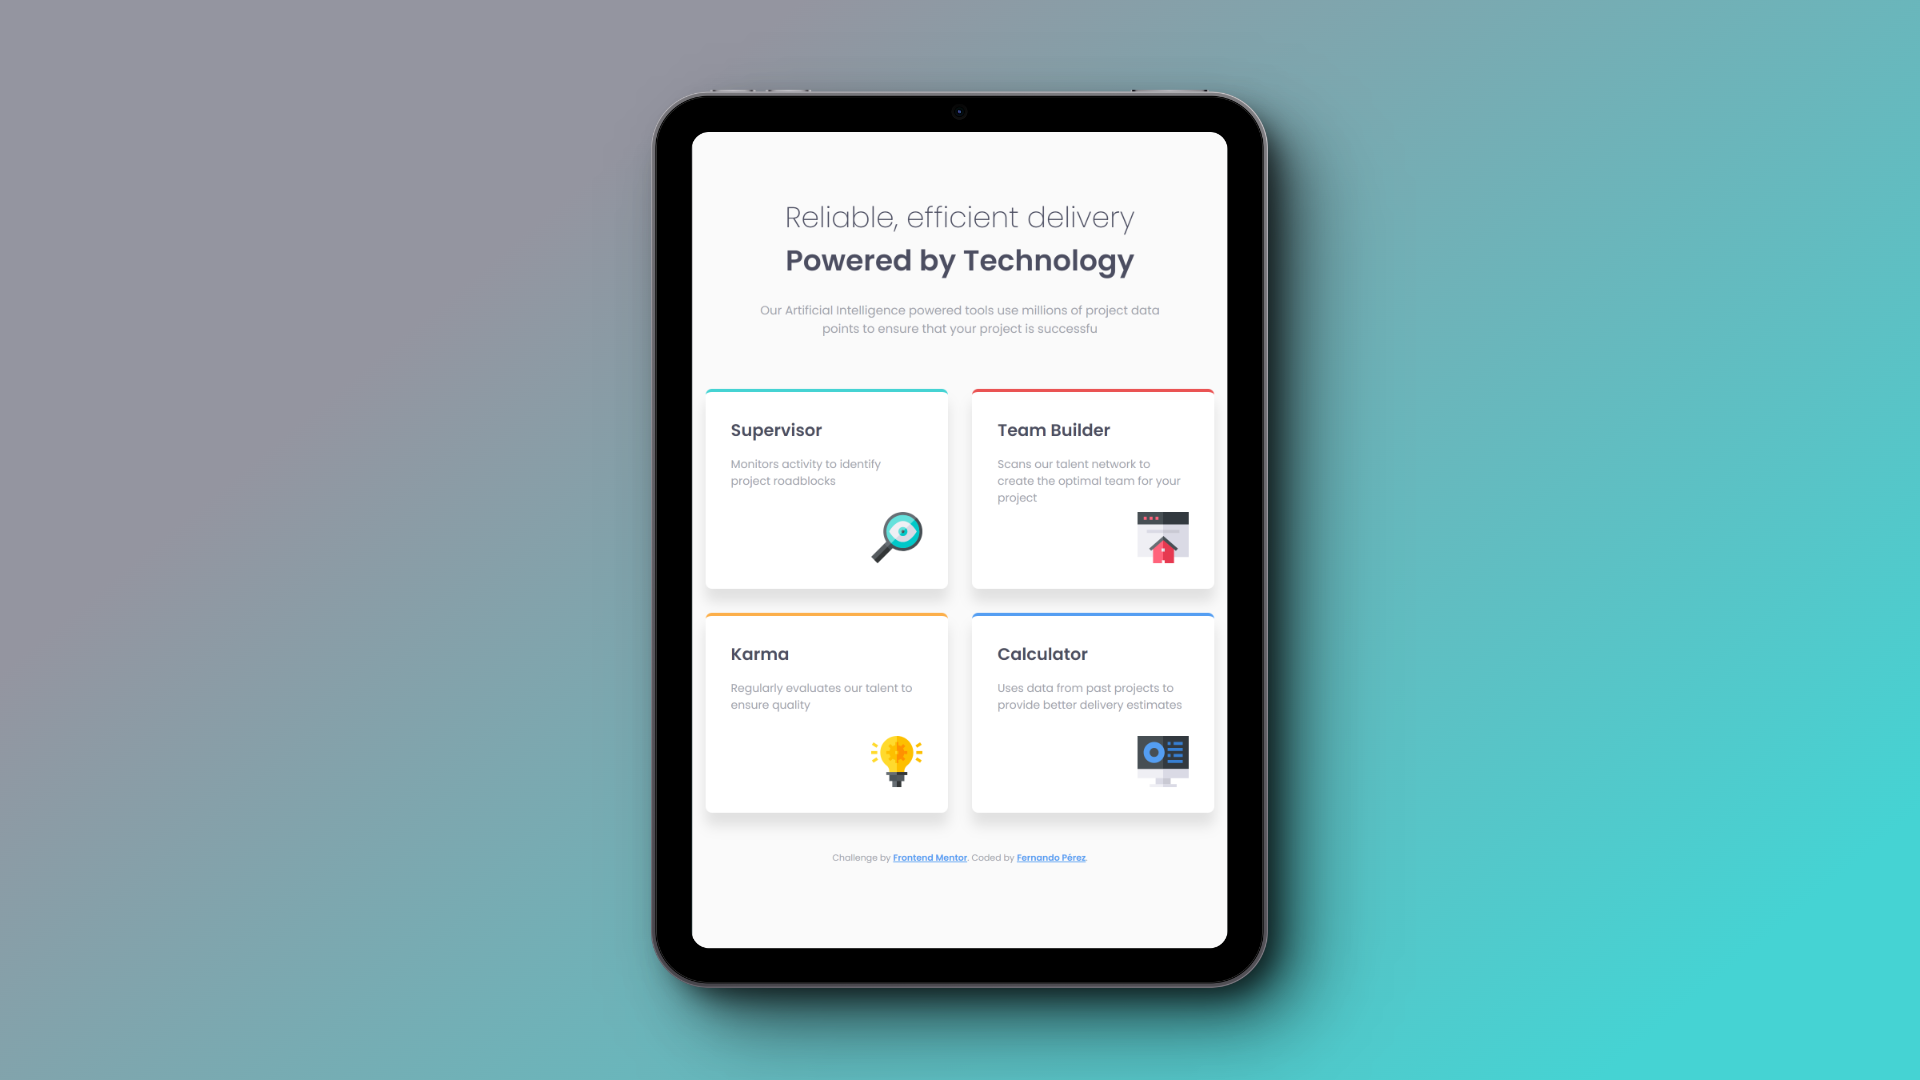 Reliable, efficient delivery
Powered by Technology
Our Artificial Intelligence powered tools use millions of project data
points to ensure that your project is successfu
Supervisor
Monitors activity to identify
project roadblocks
Team Builder
Scans our talent network to
create the optimal team for your
project
Karma
Regularly evaluates our talent to
ensure quality
Calculator
Uses data from past projects to
provide better delivery estimates
Challenge by Frontend Mentor. Coded by Fernando Pérez.